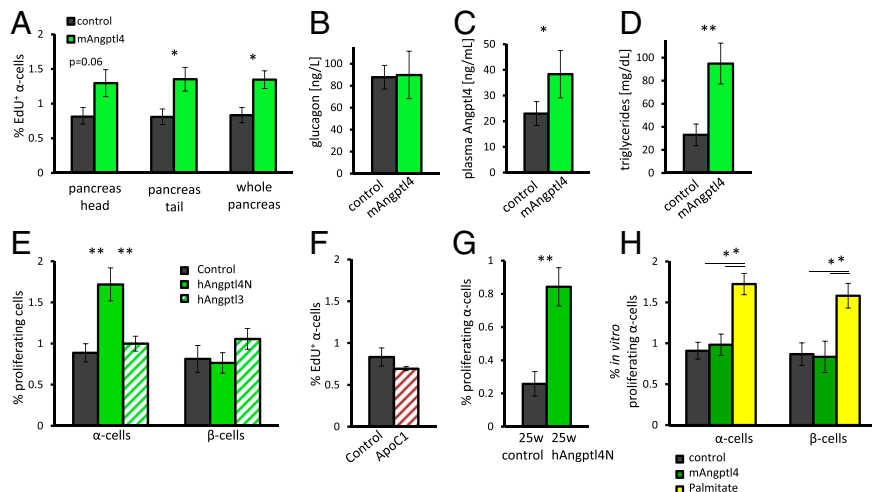 A
control
mAngptl4
% EdU⁺ α-cells
2
1.5
1
0.5
0
p=0.06
*
*
pancreas head
pancreas tail
whole pancreas
B
glucagon [ng/L]
120
100
80
60
40
20
0
control
mAngptl4
C
plasma Angptl4 [ng/mL]
50
40
30
20
10
0
*
control
mAngptl4
D
triglycerides [mg/dL]
120
100
80
60
40
20
0
**
control
mAngptl4
E
% proliferating cells
2
1.5
1
0.5
0
** **
Control
hAngptl4N
hAngptl3
α-cells
β-cells
F
% EdU⁺ α-cells
2
1.5
1
0.5
0
Control
ApoC1
G
% proliferating α-cells
1
0.8
0.6
0.4
0.2
0
**
25w control
25w hAngptl4N
H
% in vitro
proliferating α-cells
2
1.5
1
0.5
0
**
**
α-cells
β-cells
control
mAngptl4
Palmitate